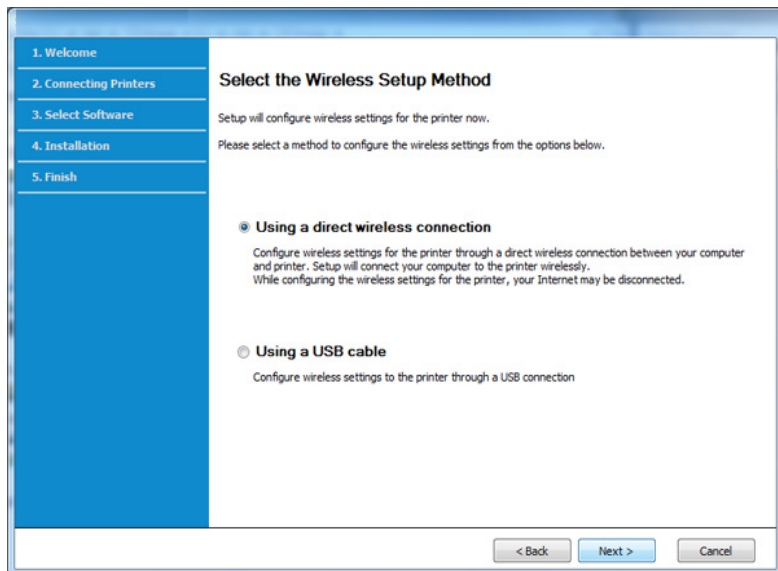 1. Welcome
2. Connecting Printers
3. Select Software
4. Installation
5. Finish
Select the Wireless Setup Method
Setup will configure wireless settings for the printer now.
Please select a method to configure the wireless settings from the options below.
Using a direct wireless connection
Configure wireless settings for the printer through a direct wireless connection between your computer
and printer. Setup will connect your computer to the printer wirelessly.
While configuring the wireless settings for the printer, your Internet may be disconnected.
Using a USB cable
Configure wireless settings to the printer through a USB connection
< Back
Next >
Cancel